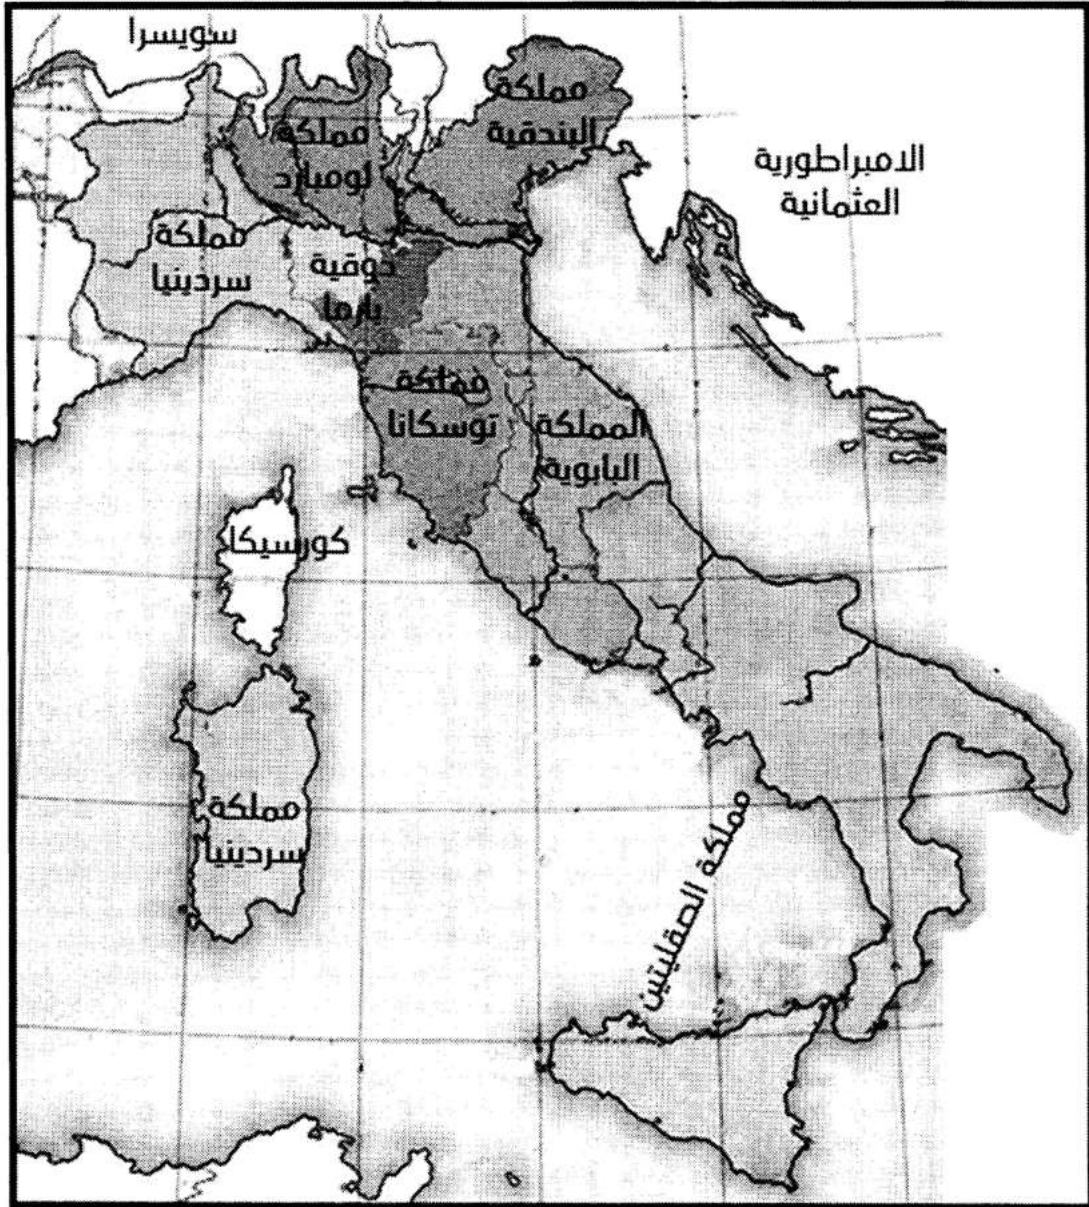 سويسرا
مملكة
البندقية
مملكة
لومبارد
الامبراطورية
العثمانية
مملكة
سردينيا
دوقية
بارما
مملكة
توسكانا
المملكة
البابوية
كورسيكا
مملكة
سردينيا
مملكة الصقليتين